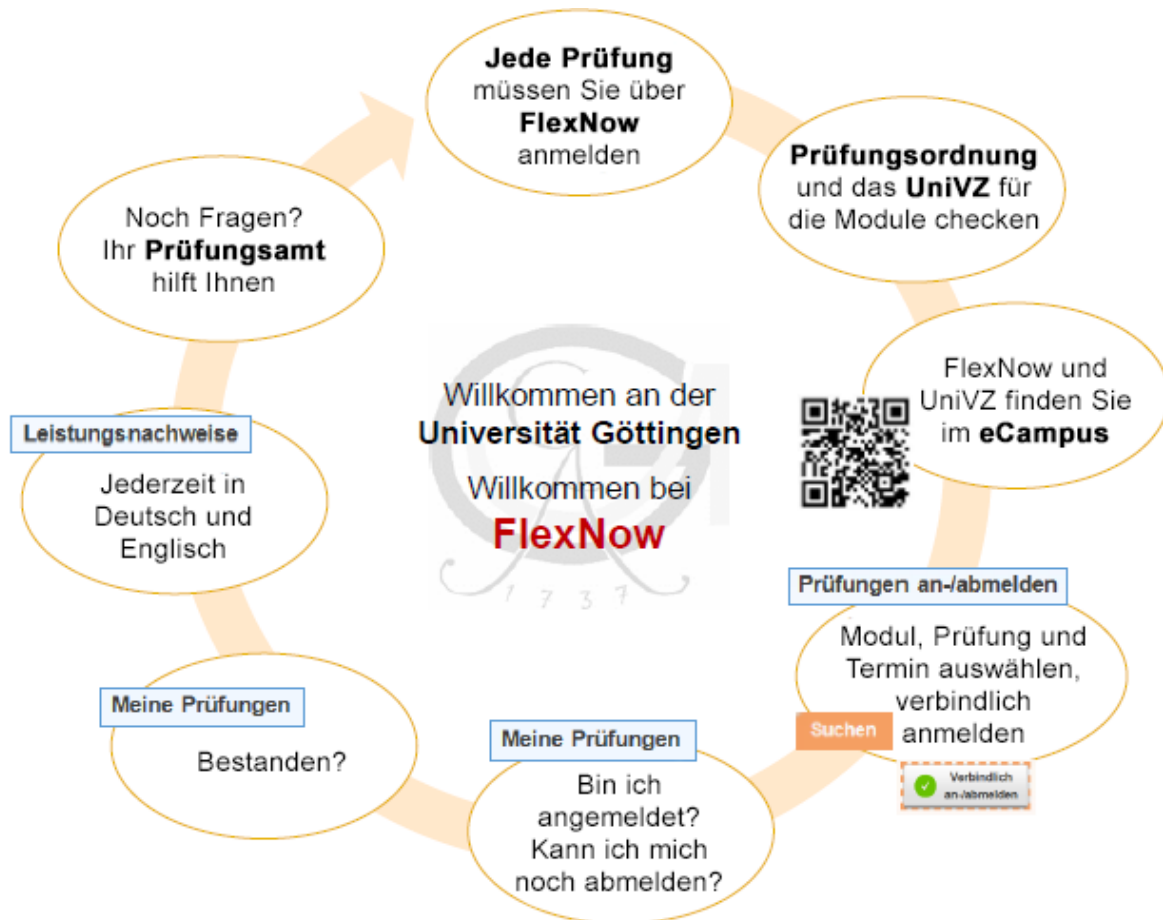 Jede Prüfung
müssen Sie über
FlexNow
anmelden
Prüfungsordnung
und das UniVZ für
die Module checken
FlexNow und
UniVZ finden Sie
im eCampus
Prüfungen an-/abmelden
Modul, Prüfung und
Termin auswählen,
verbindlich
anmelden
Suchen
Verbindlich
an-/abmelden
Meine Prüfungen
Bin ich
angemeldet?
Kann ich mich
noch abmelden?
Meine Prüfungen
Bestanden?
Leistungsnachweise
Jederzeit in
Deutsch und
Englisch
Noch Fragen?
Ihr Prüfungsamt
hilft Ihnen
Willkommen an der
Universität Göttingen
Willkommen bei
FlexNow
1737